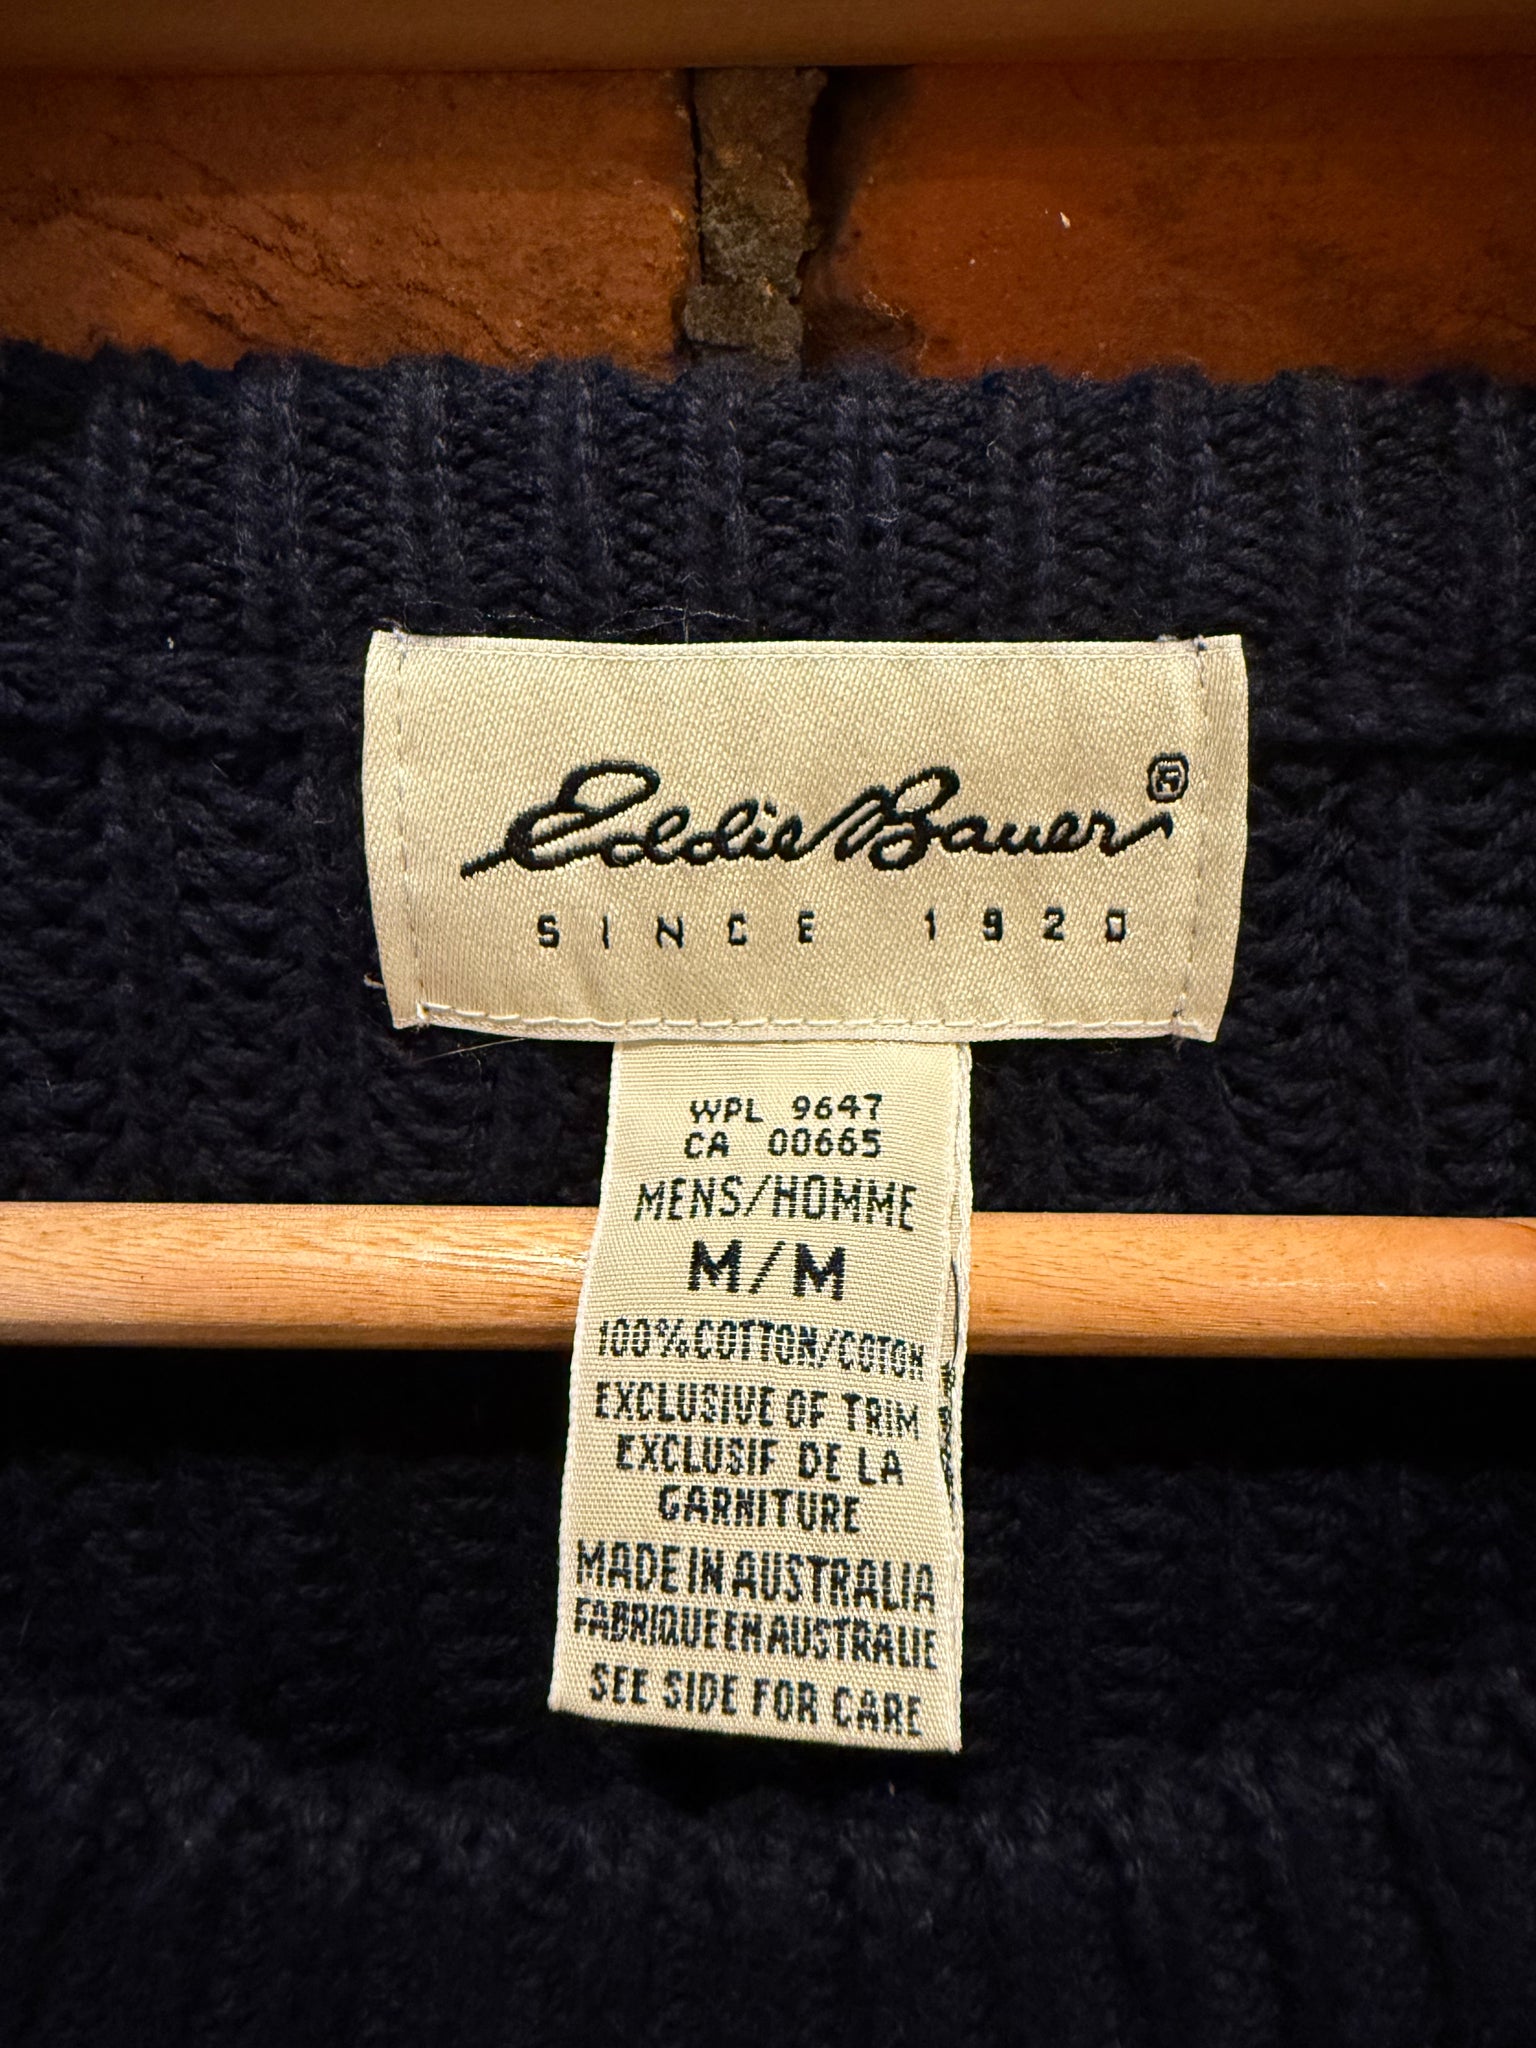 Eddie Bauer®
SINCE 1920
WPL 9647
CA 00665
MENS/HOMME
M/M
100%COTTON/COTON
EXCLUSIVE OF TRIM
EXCLUSIF DE LA
GARNITURE
MADE IN AUSTRALIA
FABRIQUE EN AUSTRALIE
SEE SIDE FOR CARE